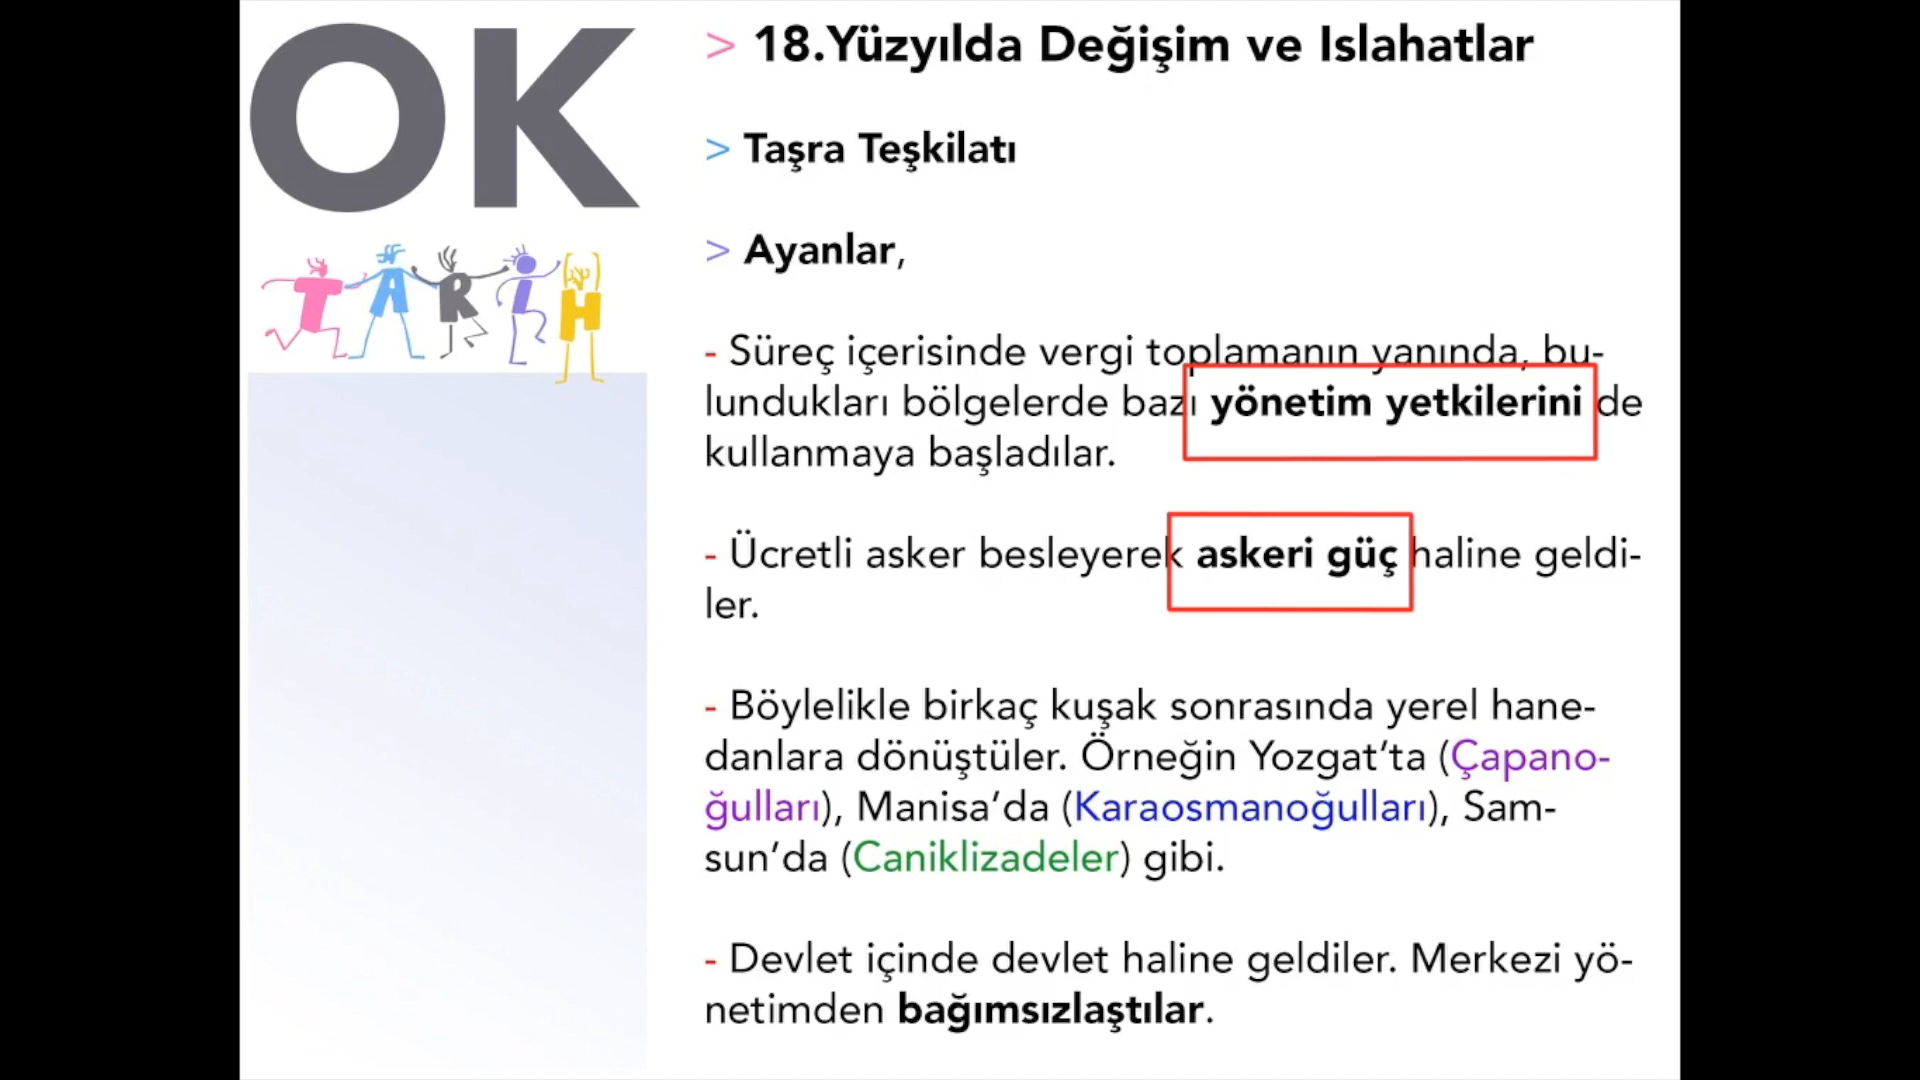 OK
TARİH
> 18.Yüzyılda Değişim ve Islahatlar
> Taşra Teşkilatı
> Ayanlar,
- Süreç içerisinde vergi toplamanın yanında, bu-
lundukları bölgelerde bazı yönetim yetkilerini de
kullanmaya başladılar.
- Ücretli asker besleyerek askeri güç haline geldi-
ler.
- Böylelikle birkaç kuşak sonrasında yerel hane-
danlara dönüştüler. Örneğin Yozgat’ta (Çapano-
ğulları), Manisa’da (Karaosmanoğulları), Sam-
sun’da (Caniklizadeler) gibi.
- Devlet içinde devlet haline geldiler. Merkezi yö-
netimden bağımsızlaştılar.